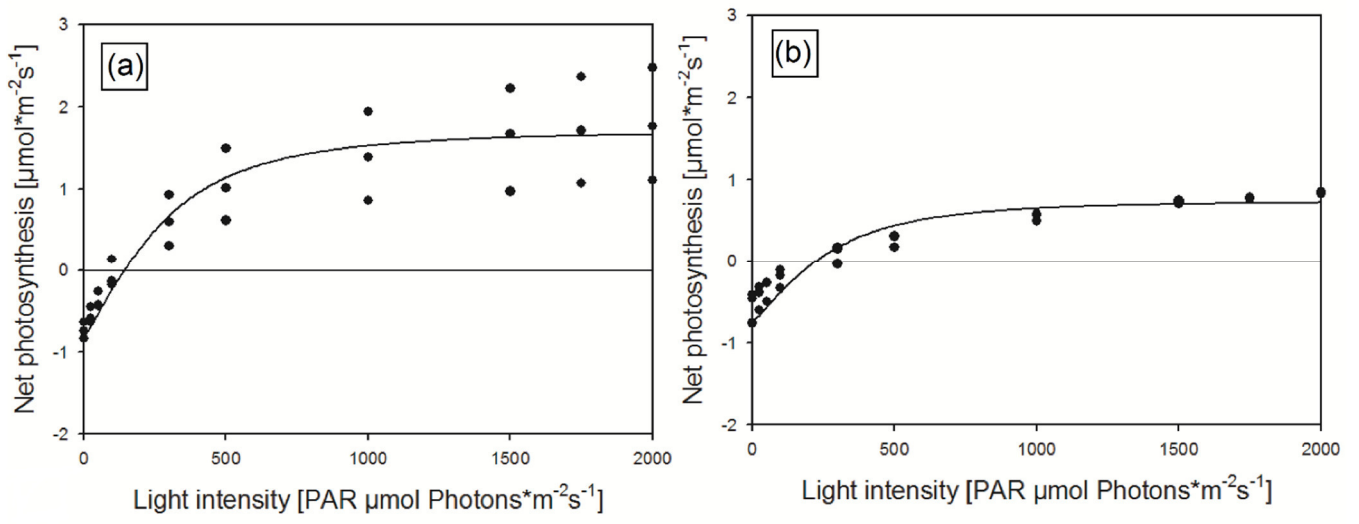 (a)
3
2
1
0
-1
-2
0 500 1000 1500 2000
Net photosynthesis [µmol*m⁻²s⁻¹]
Light intensity [PAR µmol Photons*m⁻²s⁻¹]
(b)
3
2
1
0
-1
-2
0 500 1000 1500 2000
Net photosynthesis [µmol*m⁻²s⁻¹]
Light intensity [PAR µmol Photons*m⁻²s⁻¹]